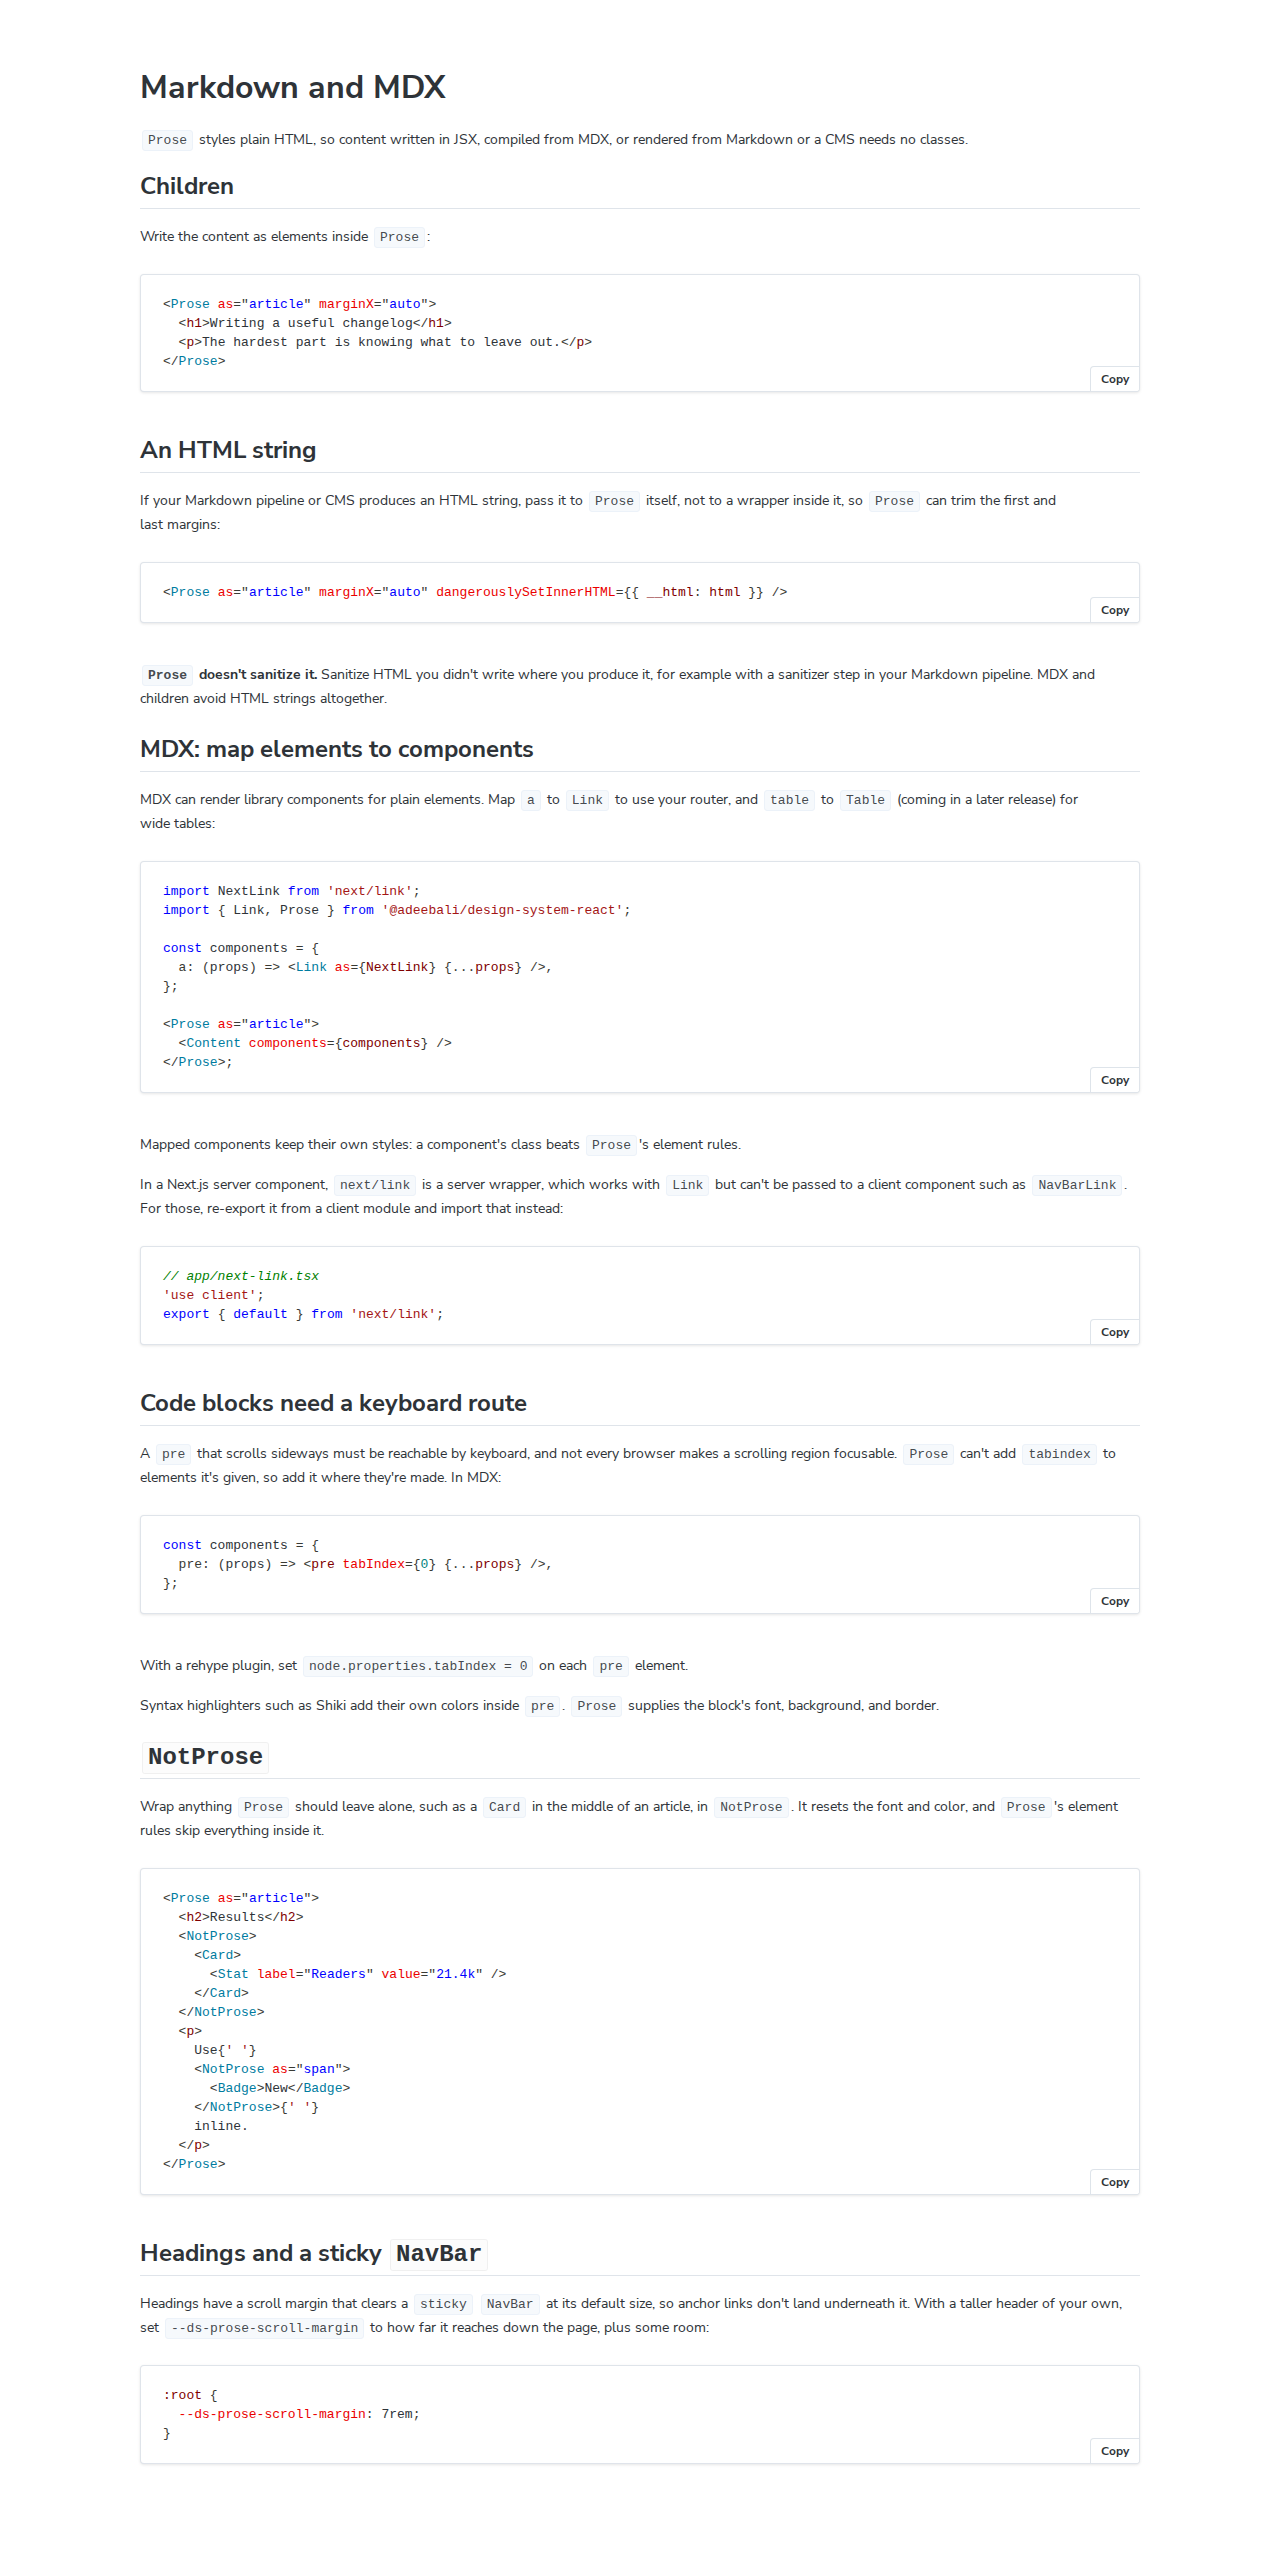 Markdown and MDX
Prose styles plain HTML, so content written in JSX, compiled from MDX, or rendered from Markdown or a CMS needs no classes.
Children
Write the content as elements inside Prose:
<Prose as="article" marginX="auto">
  <h1>Writing a useful changelog</h1>
  <p>The hardest part is knowing what to leave out.</p>
</Prose>
Copy
An HTML string
If your Markdown pipeline or CMS produces an HTML string, pass it to Prose itself, not to a wrapper inside it, so Prose can trim the first and
last margins:
<Prose as="article" marginX="auto" dangerouslySetInnerHTML={{ __html: html }} />
Copy
Prose doesn't sanitize it. Sanitize HTML you didn't write where you produce it, for example with a sanitizer step in your Markdown pipeline. MDX and
children avoid HTML strings altogether.
MDX: map elements to components
MDX can render library components for plain elements. Map a to Link to use your router, and table to Table (coming in a later release) for
wide tables:
import NextLink from 'next/link';
import { Link, Prose } from '@adeebali/design-system-react';
const components = {
  a: (props) => <Link as={NextLink} {...props} />,
};
<Prose as="article">
  <Content components={components} />
</Prose>;
Copy
Mapped components keep their own styles: a component's class beats Prose's element rules.
In a Next.js server component, next/link is a server wrapper, which works with Link but can't be passed to a client component such as NavBarLink.
For those, re-export it from a client module and import that instead:
// app/next-link.tsx
'use client';
export { default } from 'next/link';
Copy
Code blocks need a keyboard route
A pre that scrolls sideways must be reachable by keyboard, and not every browser makes a scrolling region focusable. Prose can't add tabindex to
elements it's given, so add it where they're made. In MDX:
const components = {
  pre: (props) => <pre tabIndex={0} {...props} />,
};
Copy
With a rehype plugin, set node.properties.tabIndex = 0 on each pre element.
Syntax highlighters such as Shiki add their own colors inside pre. Prose supplies the block's font, background, and border.
NotProse
Wrap anything Prose should leave alone, such as a Card in the middle of an article, in NotProse. It resets the font and color, and Prose's element
rules skip everything inside it.
<Prose as="article">
  <h2>Results</h2>
  <NotProse>
    <Card>
      <Stat label="Readers" value="21.4k" />
    </Card>
  </NotProse>
  <p>
    Use{' '}
    <NotProse as="span">
      <Badge>New</Badge>
    </NotProse>{' '}
    inline.
  </p>
</Prose>
Copy
Headings and a sticky NavBar
Headings have a scroll margin that clears a sticky NavBar at its default size, so anchor links don't land underneath it. With a taller header of your own,
set --ds-prose-scroll-margin to how far it reaches down the page, plus some room:
:root {
  --ds-prose-scroll-margin: 7rem;
}
Copy